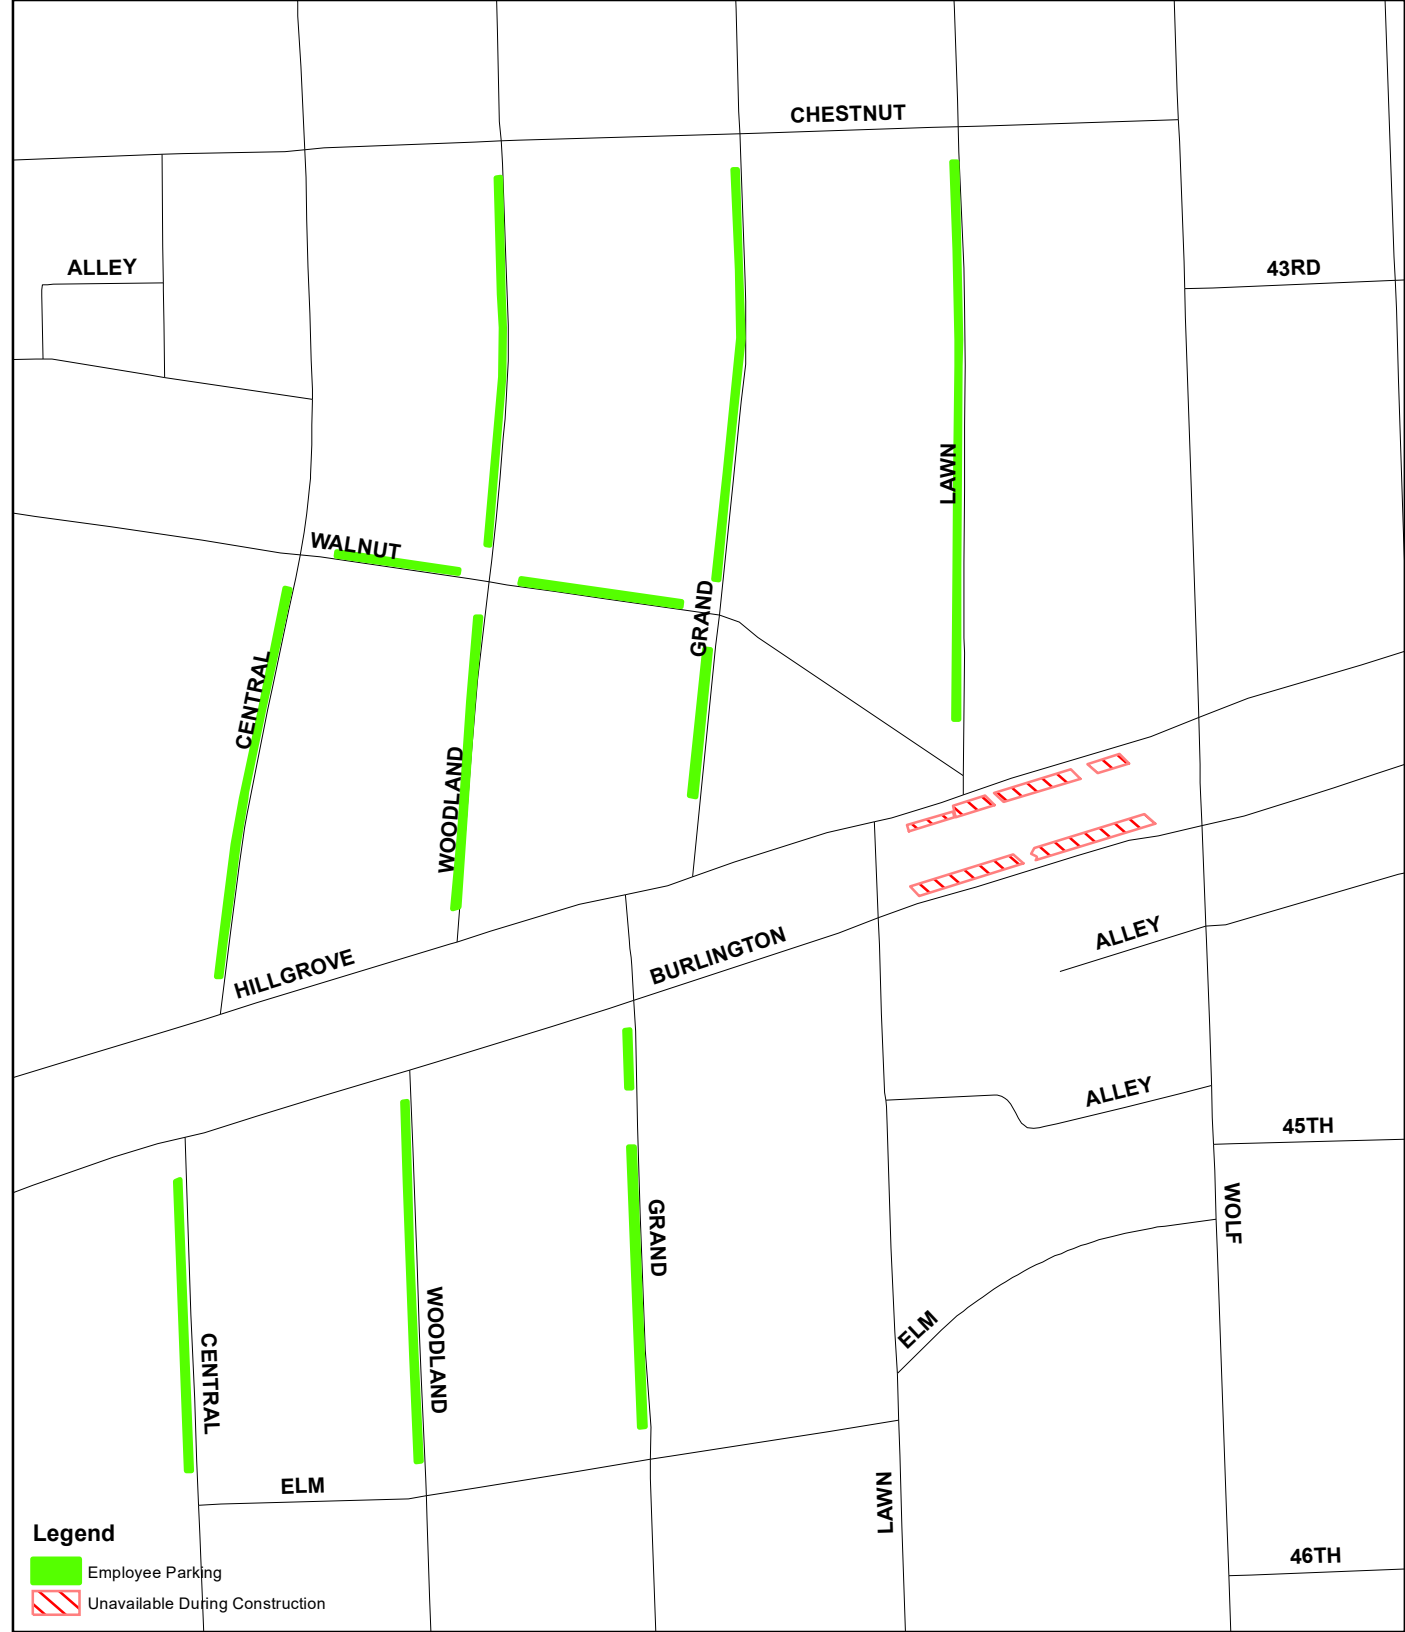 CHESTNUT
ALLEY
43RD
LAWN
WALNUT
GRAND
CENTRAL
WOODLAND
HILLGROVE
BURLINGTON
ALLEY
ALLEY
45TH
WOLF
GRAND
WOODLAND
CENTRAL
ELM
ELM
LAWN
46TH
Legend
Employee Parking
Unavailable During Construction